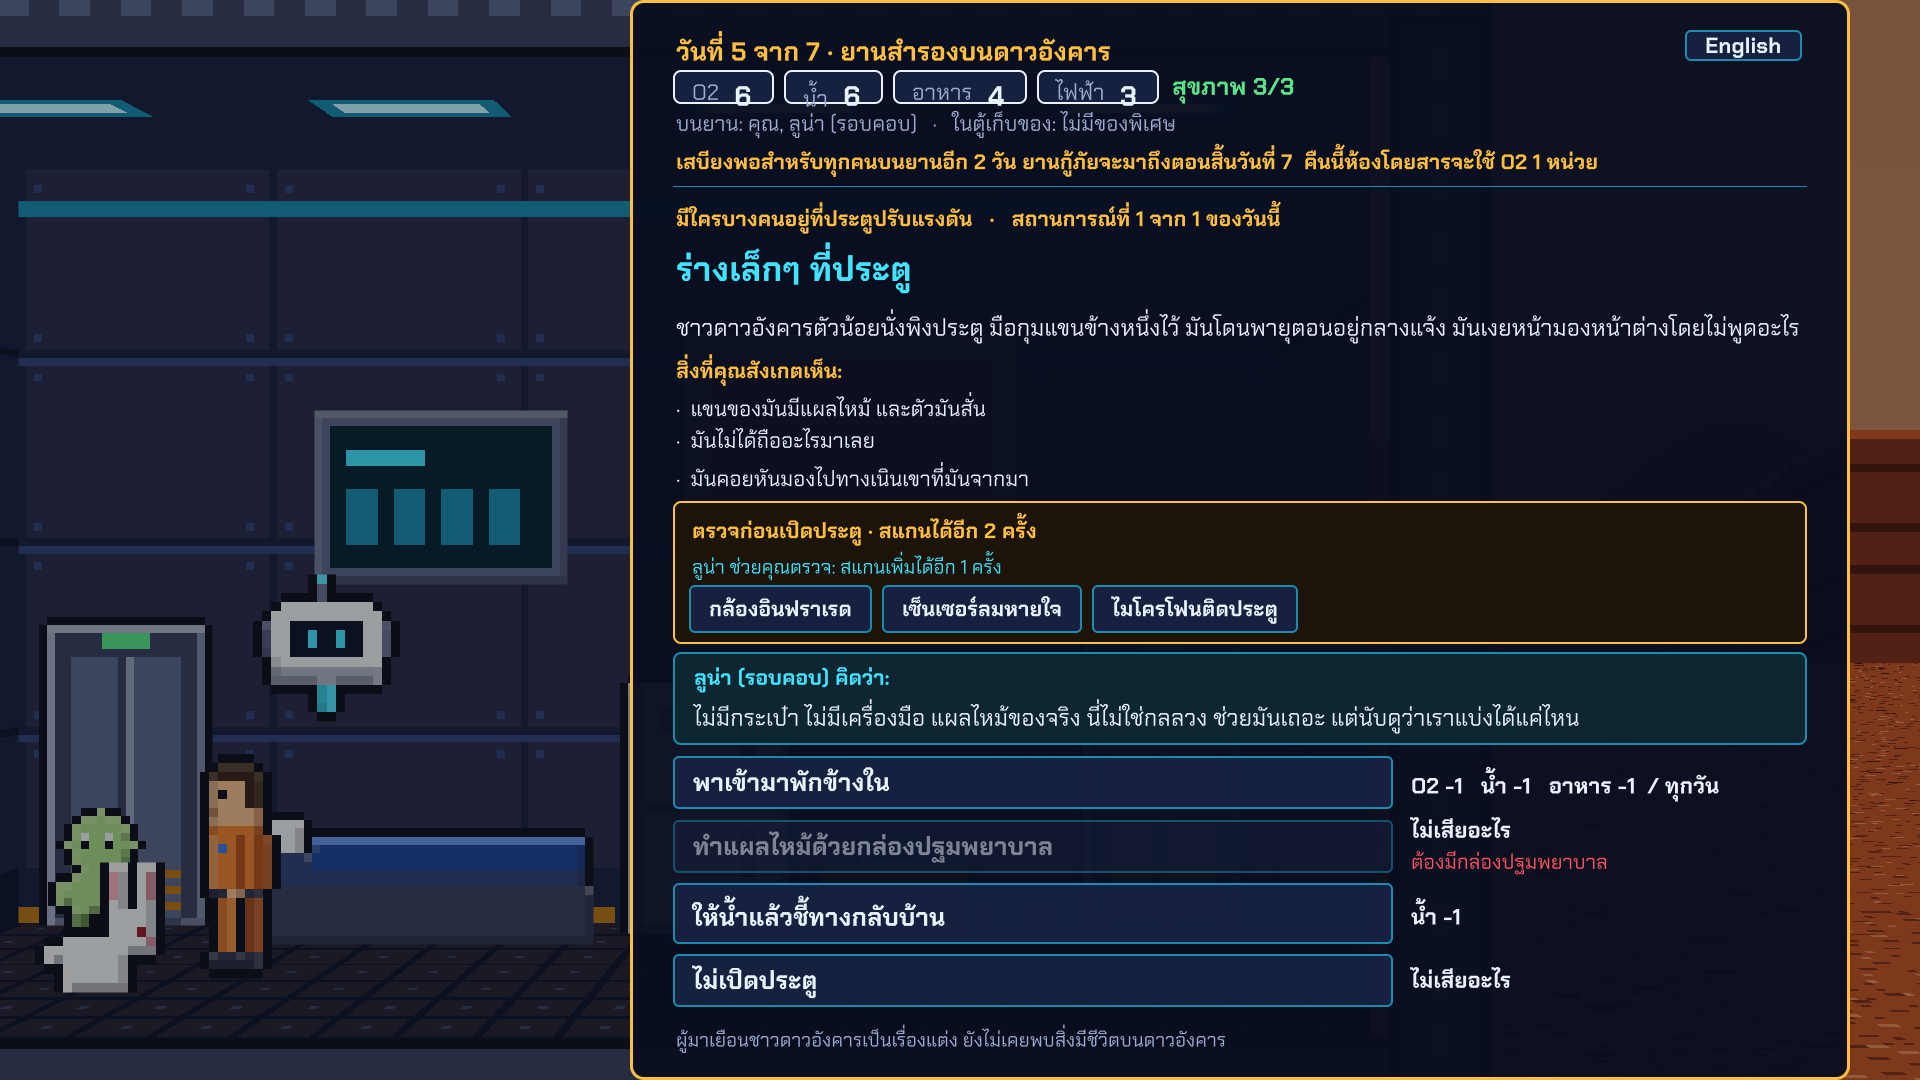 วันที่ 5 จาก 7 · ยานสำรองบนดาวอังคาร
English
O2 6 น้ำ 6 อาหาร 4 ไฟฟ้า 3 สุขภาพ 3/3
บนยาน: คุณ, ลูน่า (รอบคอบ) · ในตู้เก็บของ: ไม่มีของพิเศษ
เสบียงพอสำหรับทุกคนบนยานอีก 2 วัน ยานกู้ภัยจะมาถึงตอนสิ้นวันที่ 7 คืนนี้ห้องโดยสารจะใช้ O2 1 หน่วย
มีใครบางคนอยู่ที่ประตูปรับแรงดัน · สถานการณ์ที่ 1 จาก 1 ของวันนี้
ร่างเล็กๆ ที่ประตู
ชาวดาวอังคารตัวน้อยนั่งพิงประตู มือกุมแขนข้างหนึ่งไว้ มันโดนพายุตอนอยู่กลางแจ้ง มันเงยหน้ามองหน้าต่างโดยไม่พูดอะไร
สิ่งที่คุณสังเกตเห็น:
· แขนของมันมีแผลไหม้ และตัวมันสั่น
· มันไม่ได้ถืออะไรมาเลย
· มันคอยหันมองไปทางเนินเขาที่มันจากมา
ตรวจก่อนเปิดประตู · สแกนได้อีก 2 ครั้ง
ลูน่า ช่วยคุณตรวจ: สแกนเพิ่มได้อีก 1 ครั้ง
กล้องอินฟราเรด เซ็นเซอร์ลมหายใจ ไมโครโฟนติดประตู
ลูน่า (รอบคอบ) คิดว่า:
ไม่มีกระเป๋า ไม่มีเครื่องมือ แผลไหม้ของจริง นี่ไม่ใช่กลลวง ช่วยมันเถอะ แต่นับดูว่าเราแบ่งได้แค่ไหน
พาเข้ามาพักข้างใน O2 -1 น้ำ -1 อาหาร -1 / ทุกวัน
ทำแผลไหม้ด้วยกล่องปฐมพยาบาล ไม่เสียอะไร
ต้องมีกล่องปฐมพยาบาล
ให้น้ำแล้วชี้ทางกลับบ้าน น้ำ -1
ไม่เปิดประตู ไม่เสียอะไร
ผู้มาเยือนชาวดาวอังคารเป็นเรื่องแต่ง ยังไม่เคยพบสิ่งมีชีวิตบนดาวอังคาร